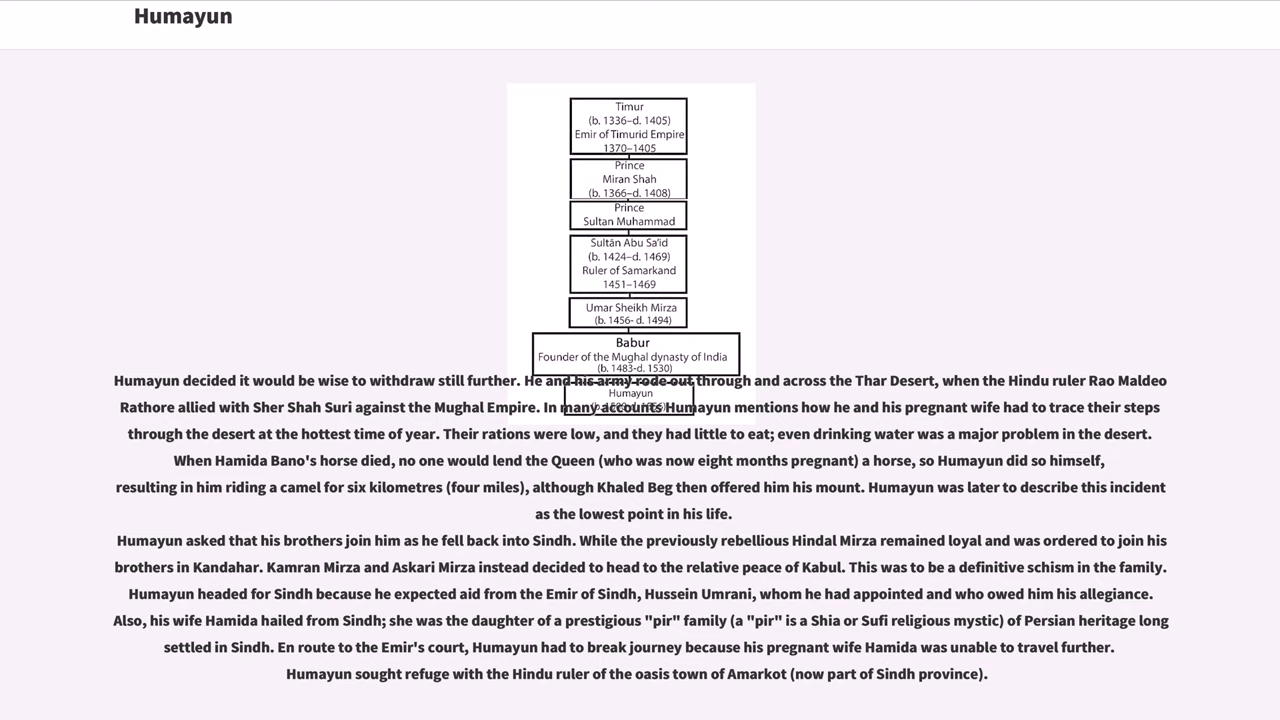 Humayun
Timur
(b. 1336–d. 1405)
Emir of Timurid Empire
1370–1405
Prince
Miran Shah
(b. 1366–d. 1408)
Prince
Sultan Muhammad
Sultān Abu Sa'id
(b. 1424–d. 1469)
Ruler of Samarkand
1451–1469
Umar Sheikh Mirza
(b. 1456- d. 1494)
Babur
Founder of the Mughal dynasty of India
(b. 1483-d. 1530)
Humayun
Humayun decided it would be wise to withdraw still further. He and his army rode out through and across the Thar Desert, when the Hindu ruler Rao Maldeo
Rathore allied with Sher Shah Suri against the Mughal Empire. In many accounts Humayun mentions how he and his pregnant wife had to trace their steps
through the desert at the hottest time of year. Their rations were low, and they had little to eat; even drinking water was a major problem in the desert.
When Hamida Bano's horse died, no one would lend the Queen (who was now eight months pregnant) a horse, so Humayun did so himself,
resulting in him riding a camel for six kilometres (four miles), although Khaled Beg then offered him his mount. Humayun was later to describe this incident
as the lowest point in his life.
Humayun asked that his brothers join him as he fell back into Sindh. While the previously rebellious Hindal Mirza remained loyal and was ordered to join his
brothers in Kandahar. Kamran Mirza and Askari Mirza instead decided to head to the relative peace of Kabul. This was to be a definitive schism in the family.
Humayun headed for Sindh because he expected aid from the Emir of Sindh, Hussein Umrani, whom he had appointed and who owed him his allegiance.
Also, his wife Hamida hailed from Sindh; she was the daughter of a prestigious "pir" family (a "pir" is a Shia or Sufi religious mystic) of Persian heritage long
settled in Sindh. En route to the Emir's court, Humayun had to break journey because his pregnant wife Hamida was unable to travel further.
Humayun sought refuge with the Hindu ruler of the oasis town of Amarkot (now part of Sindh province).